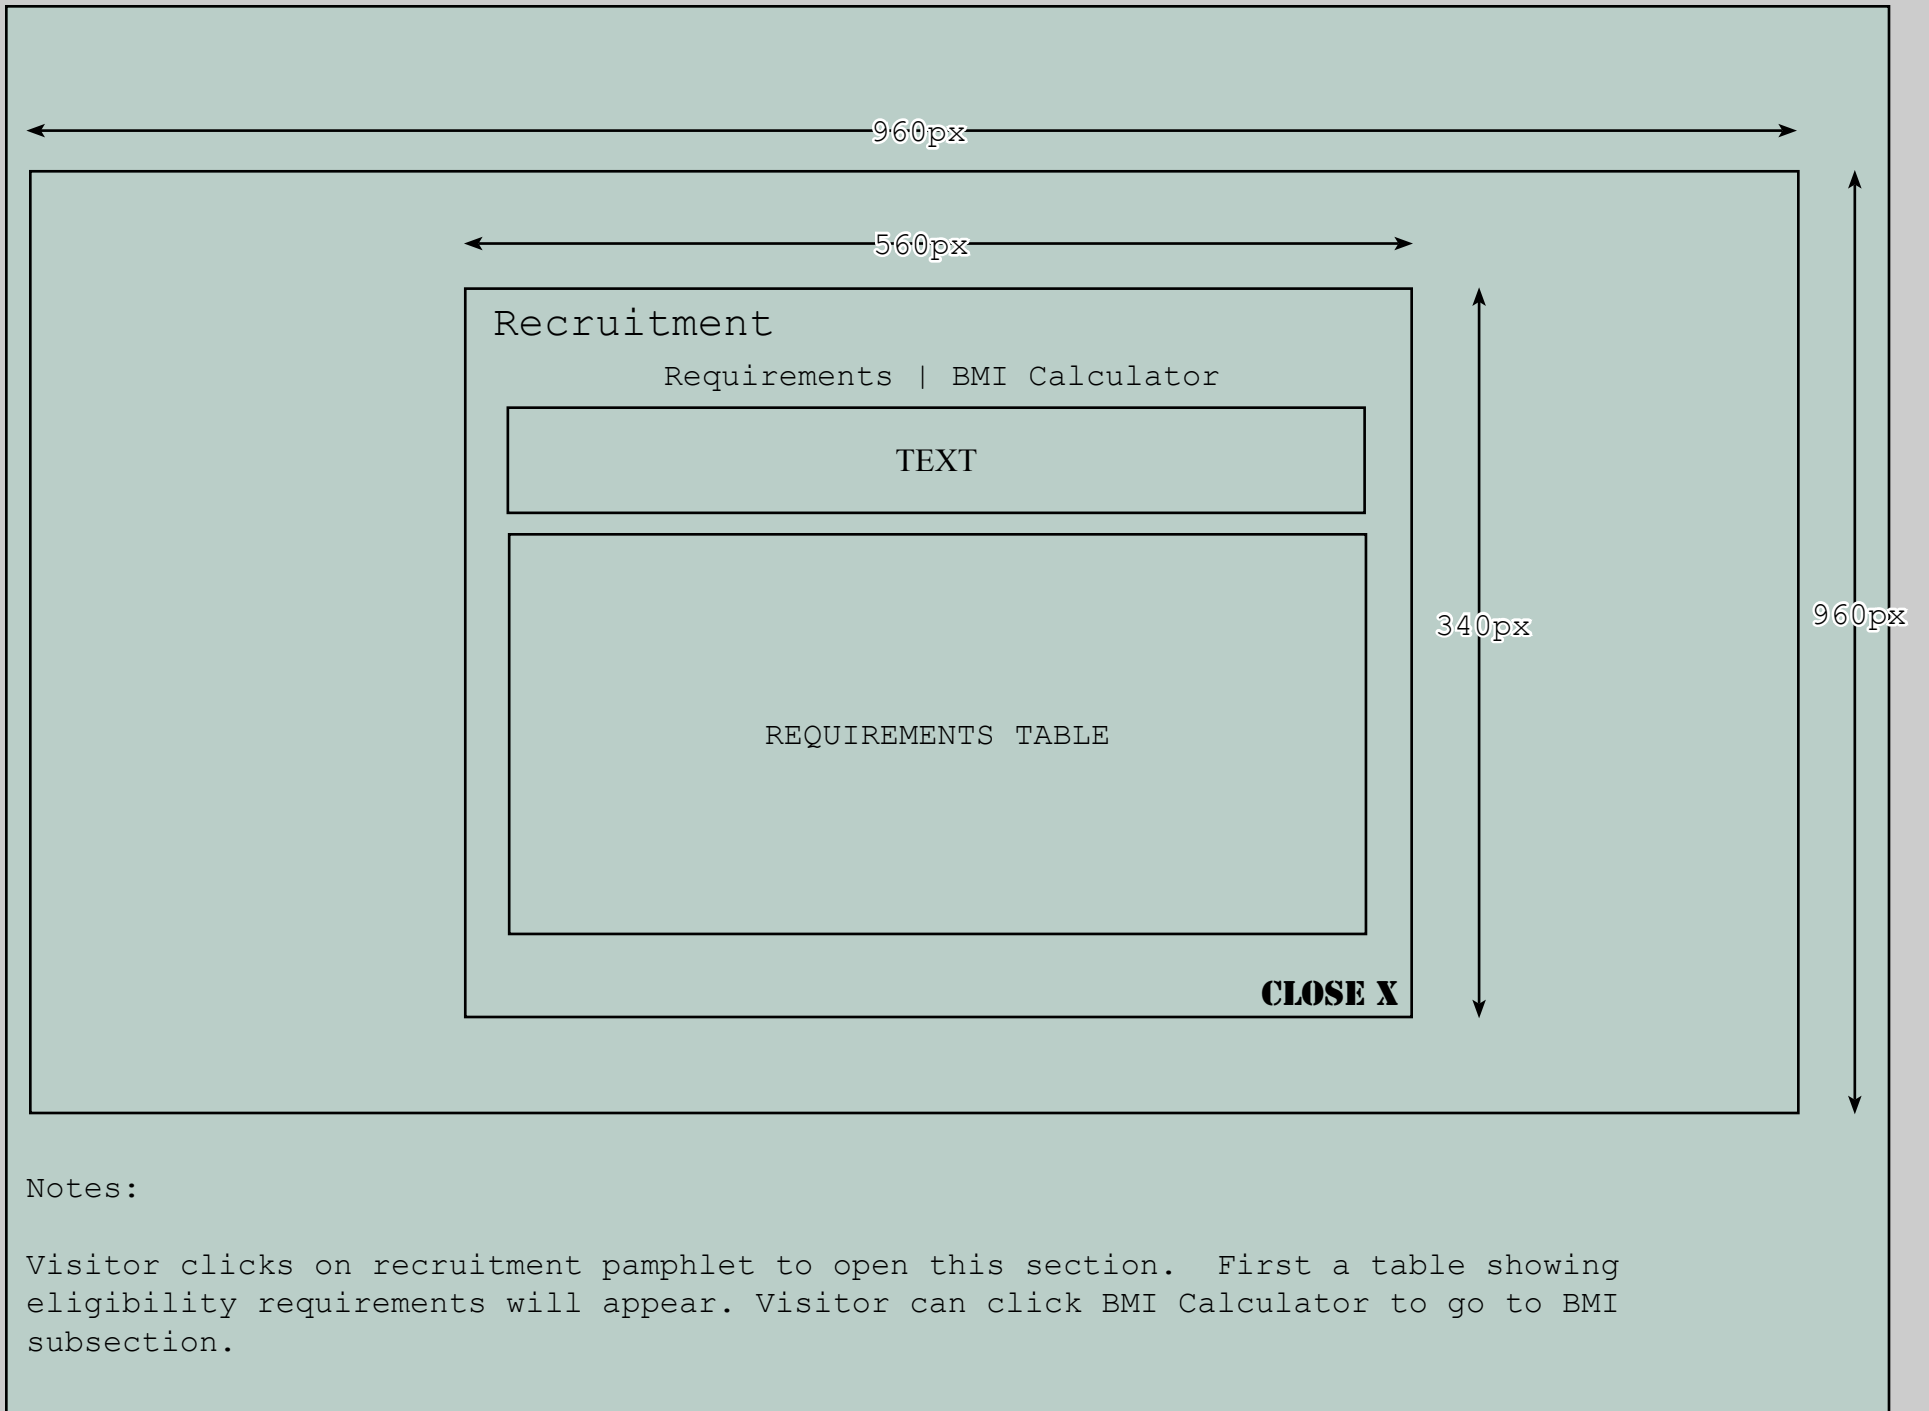 960px
560px
Recruitment
Requirements | BMI Calculator
TEXT
340px
960px
REQUIREMENTS TABLE
CLOSE X
Notes:
Visitor clicks on recruitment pamphlet to open this section.  First a table showing
eligibility requirements will appear. Visitor can click BMI Calculator to go to BMI
subsection.